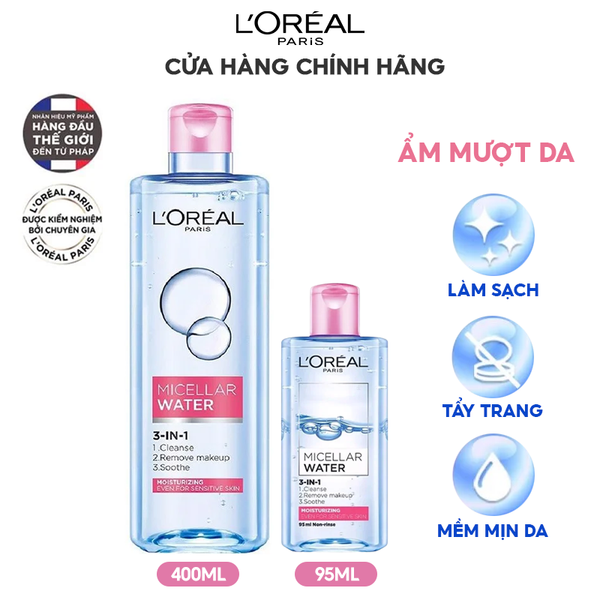 L'ORÉAL
PARIS
CỬA HÀNG CHÍNH HÃNG
NHÃN HIỆU MỸ PHẨM
HÀNG ĐẦU
THẾ GIỚI
ĐẾN TỪ PHÁP
L'ORÉAL PARIS
ĐƯỢC KIỂM NGHIỆM
BỞI CHUYÊN GIA
L'ORÉAL PARIS
L'ORÉAL
PARIS
MICELLAR
WATER
3-IN-1
1.Cleanse
2.Remove makeup
3.Soothe
MOISTURIZING
EVEN FOR SENSITIVE SKIN
400ML
L'ORÉAL
PARIS
MICELLAR
WATER
3-IN-1
1.Cleanse
2.Remove makeup
3.Soothe
MOISTURIZING
EVEN FOR SENSITIVE SKIN
95ml Non-rinse
95ML
ẨM MƯỢT DA
LÀM SẠCH
TẨY TRANG
MỀM MỊN DA